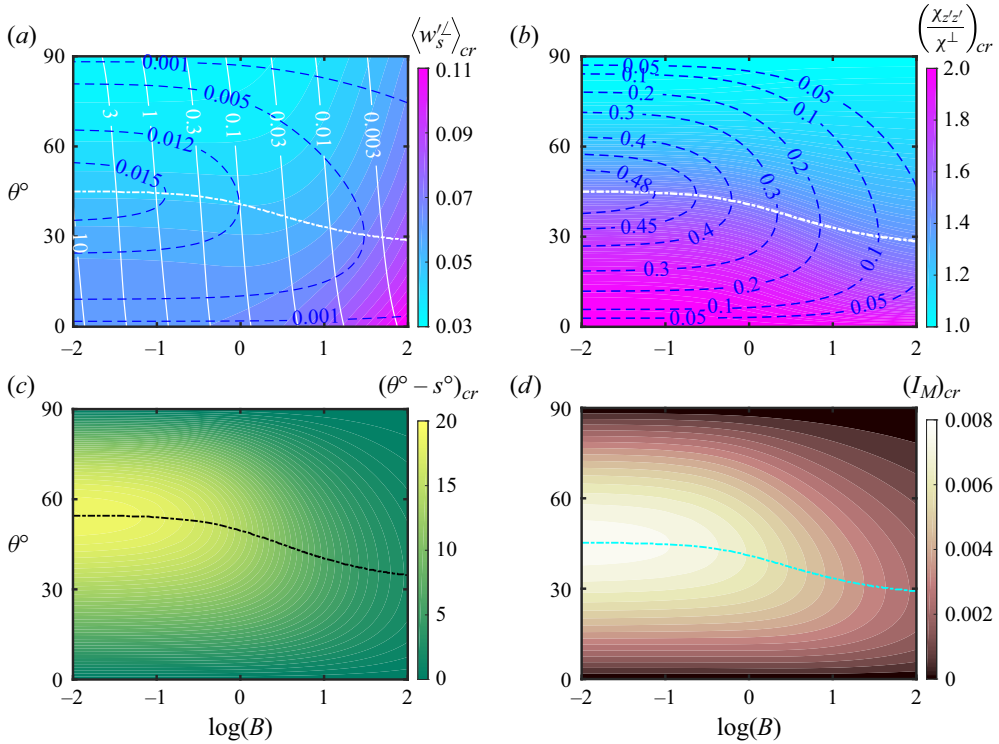 (a) ⟨w_s′^∠⟩_cr (b) (χ_z′z′/χ^⊥)_cr
90 0.001 0.11 90 0.05 0.1 0.05 2.0
0.005 0.2 0.1
3 1 0.3 0.1 0.03 0.01 0.003 0.09 0.3 1.8
60 0.012 60 0.4 0.2
0.015 0.48 0.3 1.6
θ° 0.07
30 10 30 0.45 0.4 0.1 1.4
0.3
0.05 0.2 1.2
0.001 0.1 0.05
0 0.03 0 0.05 1.0
−2 −1 0 1 2 −2 −1 0 1 2
(c) (θ° – s°)_cr (d) (I_M)_cr
90 20 90 0.008
60 15 60 0.006
θ° 10 0.004
30 5 30 0.002
0 0 0 0
−2 −1 0 1 2 −2 −1 0 1 2
log(B) log(B)